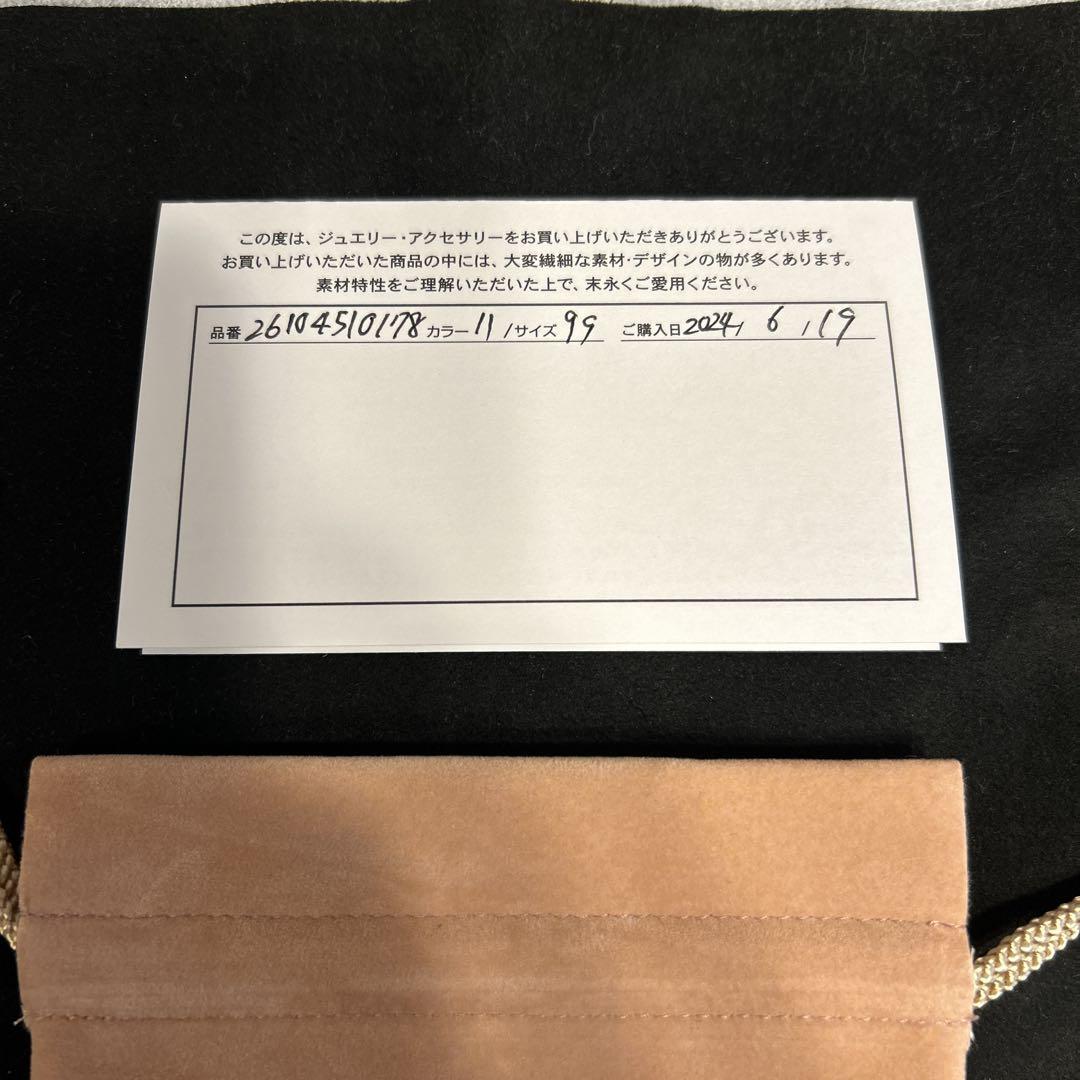 この度は、ジュエリー・アクセサリーをお買い上げいただきありがとうございます。
お買い上げいただいた商品の中には、大変繊細な素材・デザインの物が多くあります。
素材特性をご理解いただいた上で、末永くご愛用ください。
品番 26104510178 カラー 11 /サイズ 99 ご購入日 2024/ 6 /19